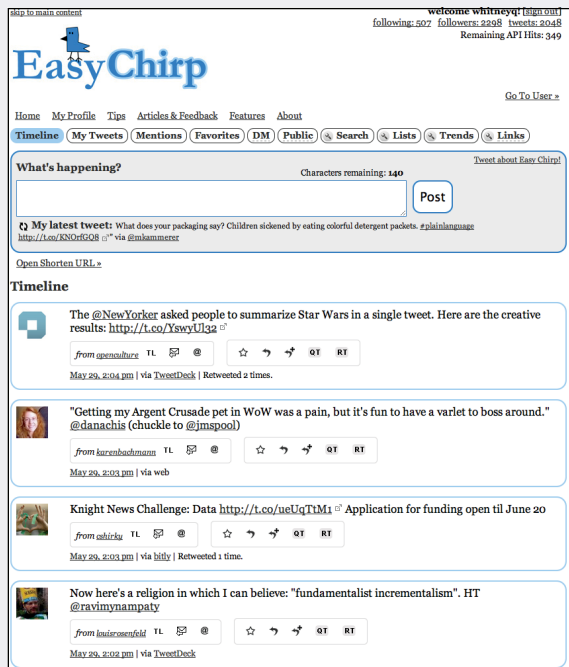 skip to main content
welcome whitneyq! [sign out]
following: 507 followers: 2298 tweets: 2048
Remaining API Hits: 349
EasyChirp
Go To User »
Home My Profile Tips Articles & Feedback Features About
Timeline My Tweets Mentions Favorites DM Public Search Lists Trends Links
Tweet about Easy Chirp!
What's happening?
Characters remaining: 140
Post
My latest tweet: What does your packaging say? Children sickened by eating colorful detergent packets. #plainlanguage
http://t.co/KNOrfGQ8 " via @mkammerer
Open Shorten URL »
Timeline
The @NewYorker asked people to summarize Star Wars in a single tweet. Here are the creative
results: http://t.co/YswyUl32
from openculture TL @ QT RT
May 29, 2:04 pm | via TweetDeck | Retweeted 2 times.
"Getting my Argent Crusade pet in WoW was a pain, but it's fun to have a varlet to boss around."
@danachis (chuckle to @jmspool)
from karenbachmann TL @ QT RT
May 29, 2:03 pm | via web
Knight News Challenge: Data http://t.co/ueUqTtM1 Application for funding open til June 20
from cshirky TL @ QT RT
May 29, 2:03 pm | via bitly | Retweeted 1 time.
Now here's a religion in which I can believe: "fundamentalist incrementalism". HT
@ravimynampaty
from louisrosenfeld TL @ QT RT
May 29, 2:02 pm | via TweetDeck